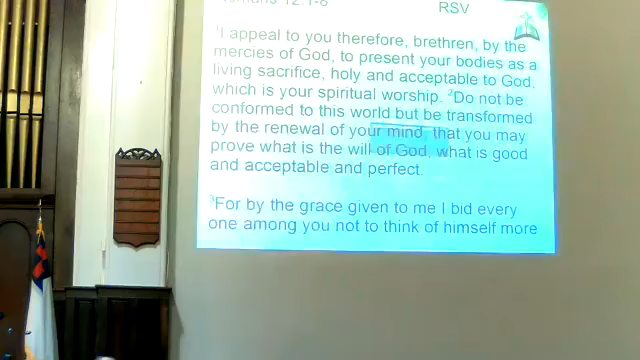 Romans 12:1-8 RSV
¹I appeal to you therefore, brethren, by the
mercies of God, to present your bodies as a
living sacrifice, holy and acceptable to God,
which is your spiritual worship. ²Do not be
conformed to this world but be transformed
by the renewal of your mind, that you may
prove what is the will of God, what is good
and acceptable and perfect.
³For by the grace given to me I bid every
one among you not to think of himself more